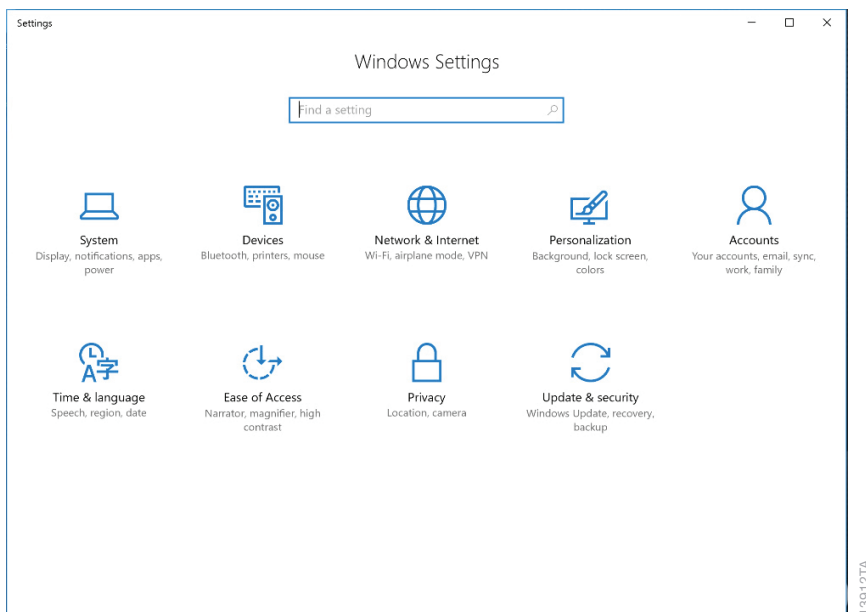 Settings
Windows Settings
Find a setting
System
Display, notifications, apps,
power
Devices
Bluetooth, printers, mouse
Network & Internet
Wi-Fi, airplane mode, VPN
Personalization
Background, lock screen,
colors
Accounts
Your accounts, email, sync,
work, family
Time & language
Speech, region, date
Ease of Access
Narrator, magnifier, high
contrast
Privacy
Location, camera
Update & security
Windows Update, recovery,
backup